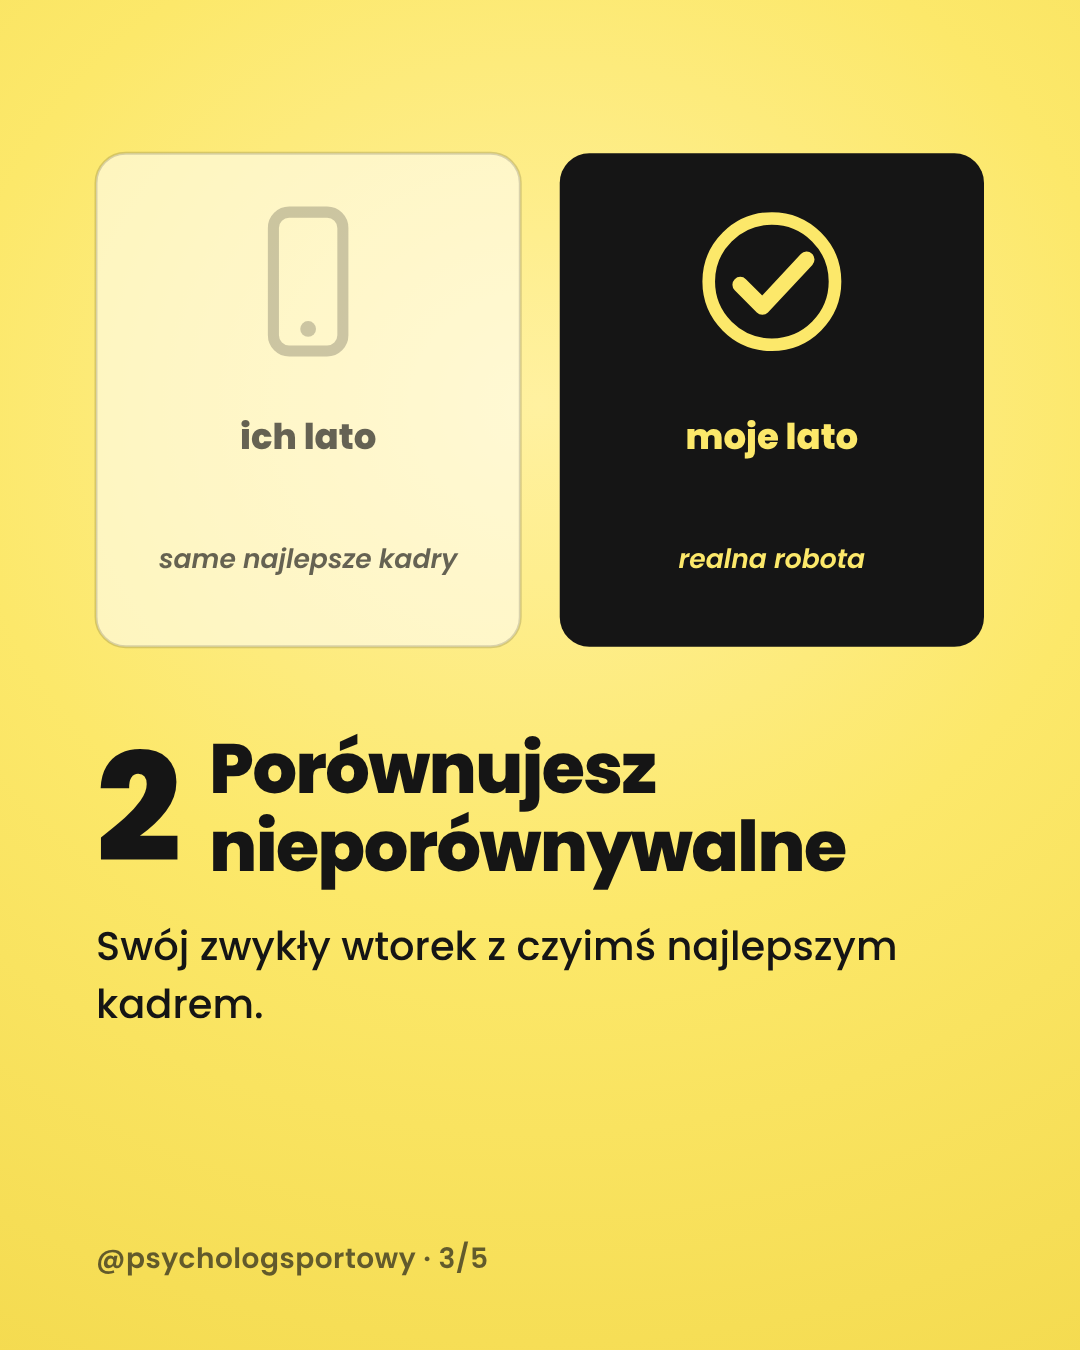 ich lato
same najlepsze kadry
moje lato
realna robota
2
Porównujesz
nieporównywalne
Swój zwykły wtorek z czyimś najlepszym
kadrem.
@psychologsportowy · 3/5